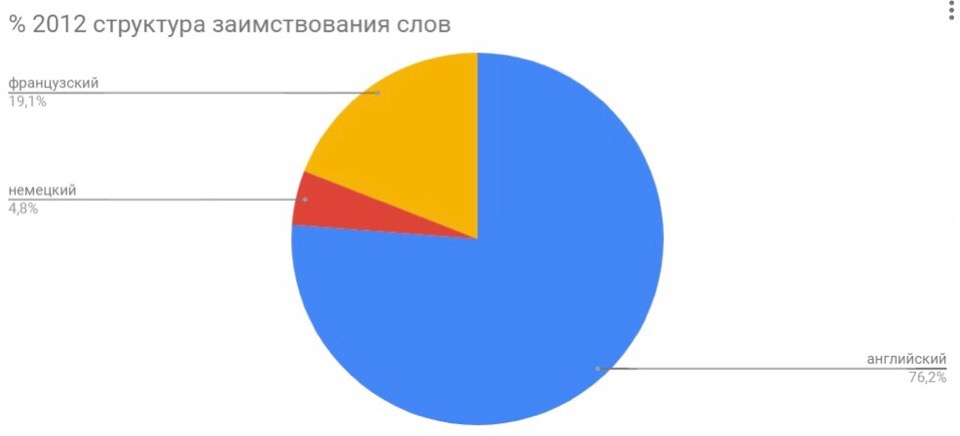 % 2012 структура заимствования слов
французский
19,1%
немецкий
4,8%
английский
76,2%